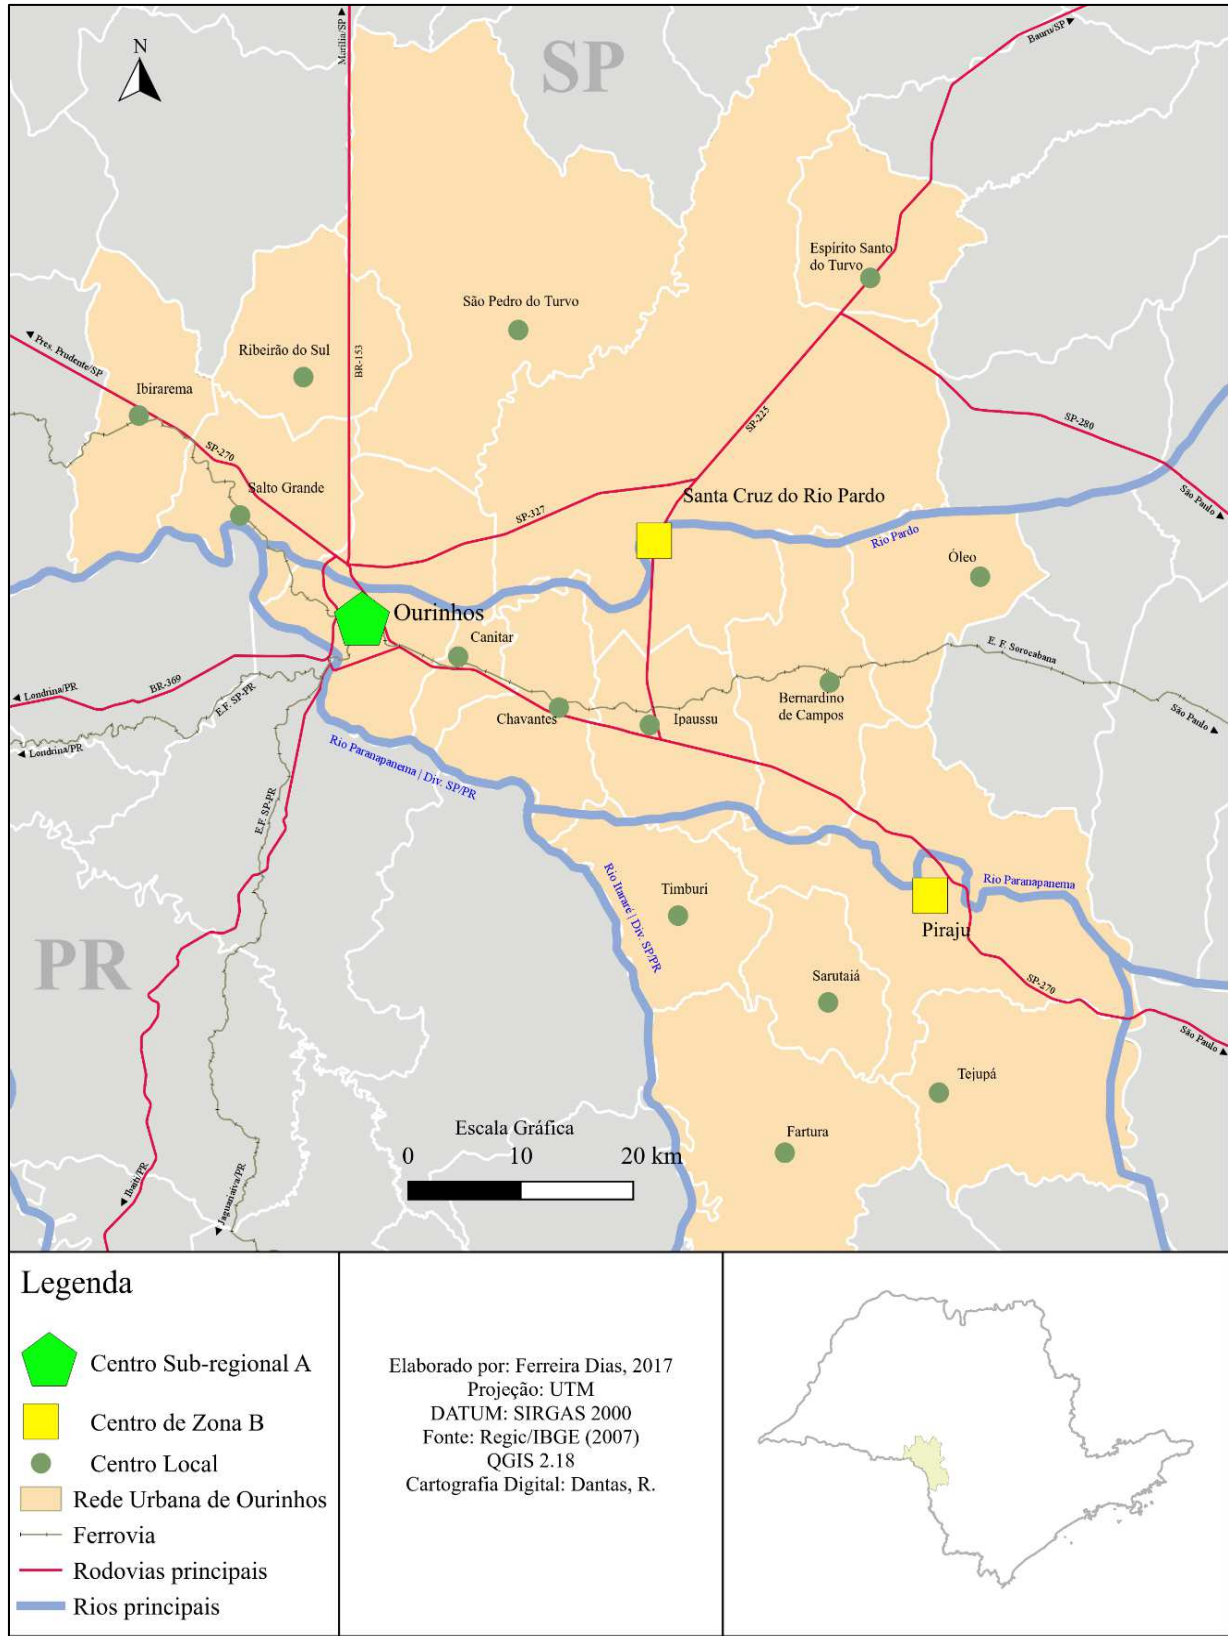 Marília/SP
SP
Bauru/SP
N
Espírito Santo
do Turvo
São Pedro do Turvo
Ribeirão do Sul
BR-153
Pres. Prudente/SP
Ibirarema
SP-270
SP-225
SP-280
São Paulo
Salto Grande
Santa Cruz do Rio Pardo
SP-327
Rio Pardo
Óleo
Ourinhos
Canitar
E. F. Sorocabana
Londrina/PR
BR-369
E.F. SP-PR
Bernardino
de Campos
Chavantes
Ipaussu
São Paulo
Londrina/PR
Rio Paranapanema | Div. SP/PR
E.F. SP-PR
Rio Itararé | Div. SP/PR
Timburi
Rio Paranapanema
Piraju
PR
Sarutaiá
SP-270
São Paulo
Tejupá
Fartura
Escala Gráfica
0 10 20 km
Ibaiti/PR
Jaguariaíva/PR
Legenda
Centro Sub-regional A
Centro de Zona B
Centro Local
Rede Urbana de Ourinhos
Ferrovia
Rodovias principais
Rios principais
Elaborado por: Ferreira Dias, 2017
Projeção: UTM
DATUM: SIRGAS 2000
Fonte: Regic/IBGE (2007)
QGIS 2.18
Cartografia Digital: Dantas, R.